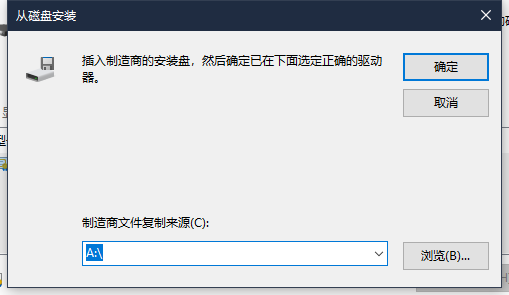 从磁盘安装
插入制造商的安装盘，然后确定已在下面选定正确的驱动
器。
确定
取消
制造商文件复制来源(C):
A:\
浏览(B)...